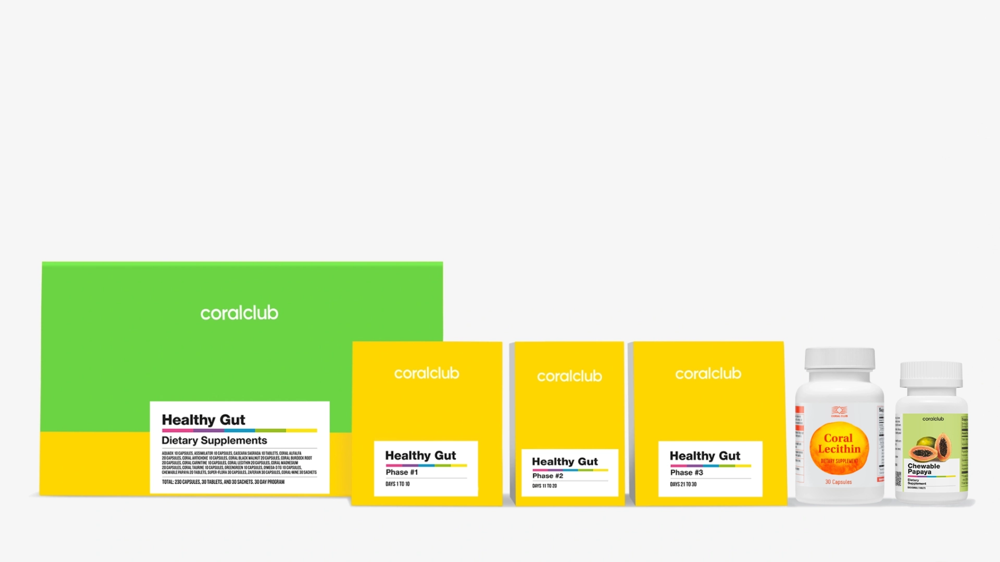 coralclub
Healthy Gut
Dietary Supplements
AQUAOX 10 CAPSULES, ASSIMILATOR 10 CAPSULES, CASCARA SAGRADA 10 TABLETS, CORAL ALFALFA
20 CAPSULES, CORAL ARTICHOKE 10 CAPSULES, CORAL BLACK WALNUT 20 CAPSULES, CORAL BURDOCK ROOT
20 CAPSULES, CORAL CARNITINE 10 CAPSULES, CORAL LECITHIN 20 CAPSULES, CORAL MAGNESIUM
20 CAPSULES, CORAL TAURINE 10 CAPSULES, GREENGREEN 10 CAPSULES, OMEGA-3 TG 10 CAPSULES,
CHEWABLE PAPAYA 20 TABLETS, SUPER-FLORA 30 CAPSULES, ZAFERAN 30 CAPSULES, CORAL-MINE 30 SACHETS
TOTAL: 230 CAPSULES, 30 TABLETS, AND 30 SACHETS. 30 DAY PROGRAM
coralclub
Healthy Gut
Phase #1
DAYS 1 TO 10
coralclub
Healthy Gut
Phase #2
DAYS 11 TO 20
coralclub
Healthy Gut
Phase #3
DAYS 21 TO 30
CORAL CLUB
Coral
Lecithin
DIETARY SUPPLEMENT
30 Capsules
coralclub
Chewable
Papaya
Dietary
Supplement